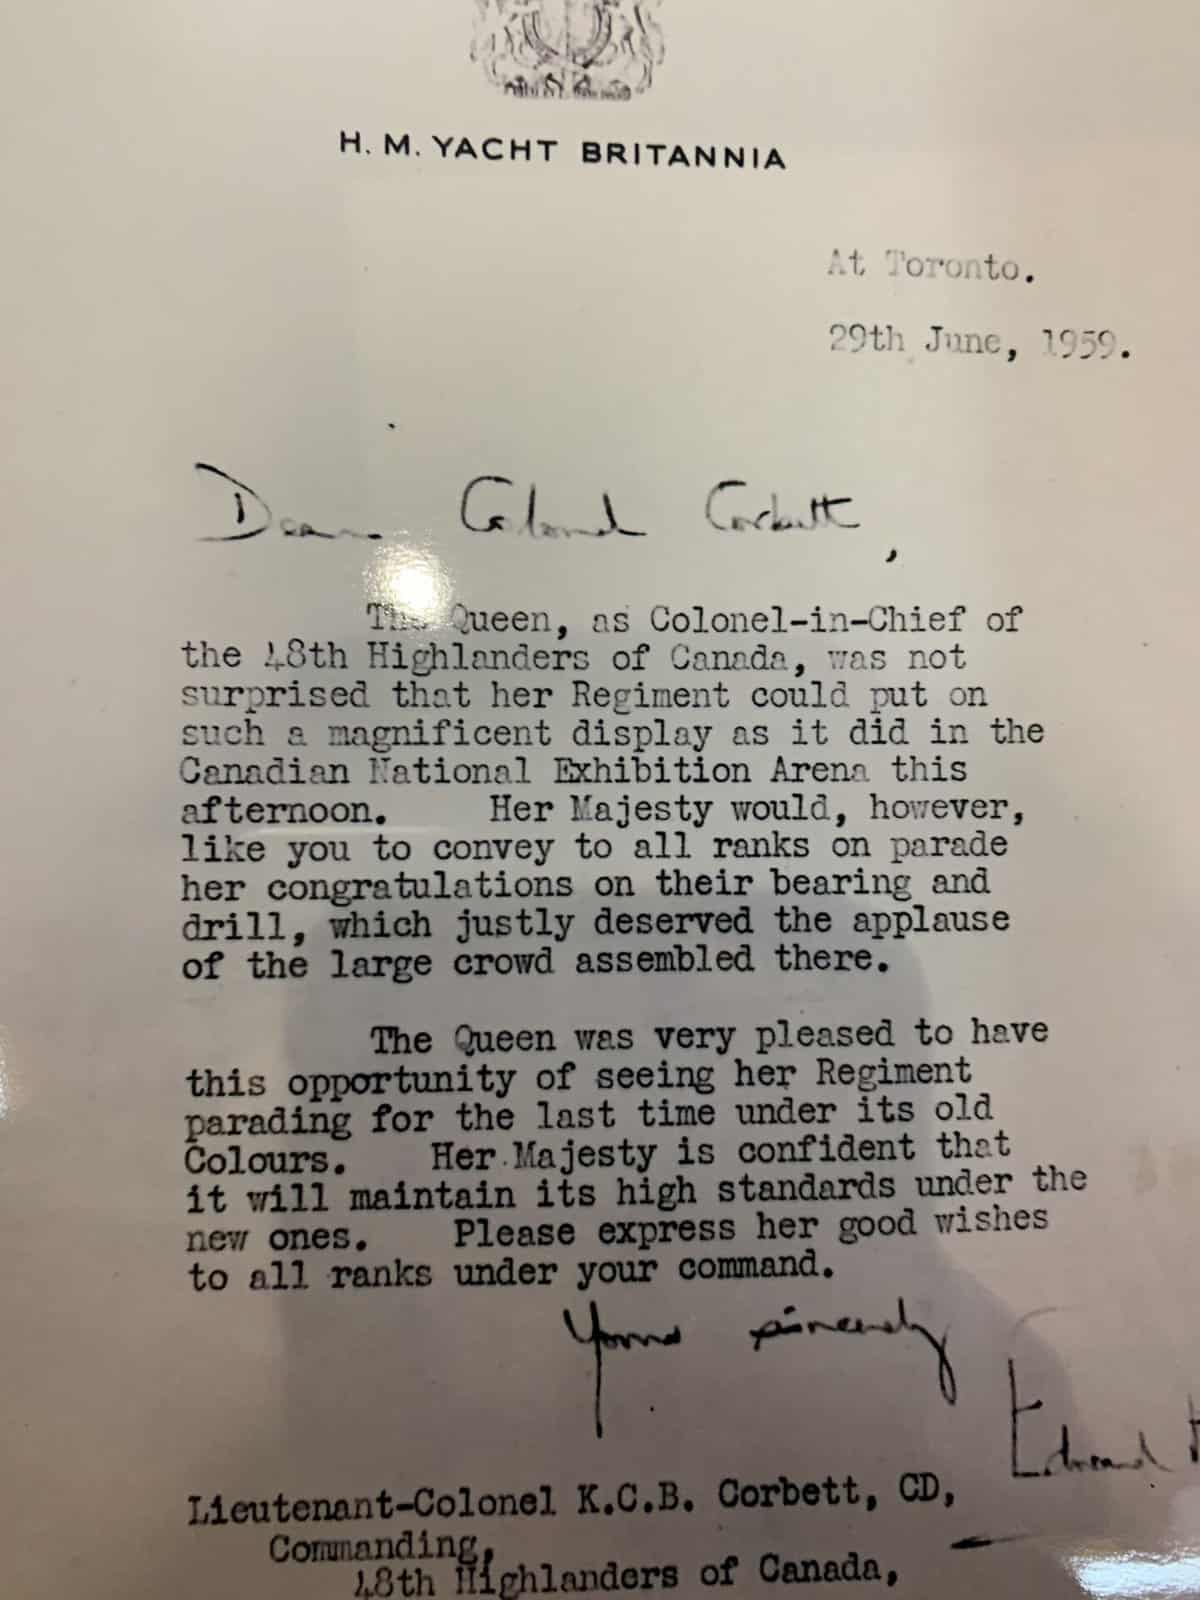 H. M. YACHT BRITANNIA
At Toronto.
29th June, 1959.
Dear Colonel Corbett,
The Queen, as Colonel-in-Chief of
the 48th Highlanders of Canada, was not
surprised that her Regiment could put on
such a magnificent display as it did in the
Canadian National Exhibition Arena this
afternoon. Her Majesty would, however,
like you to convey to all ranks on parade
her congratulations on their bearing and
drill, which justly deserved the applause
of the large crowd assembled there.
The Queen was very pleased to have
this opportunity of seeing her Regiment
parading for the last time under its old
Colours. Her Majesty is confident that
it will maintain its high standards under the
new ones. Please express her good wishes
to all ranks under your command.
Yours sincerely
Edward
Lieutenant-Colonel K.C.B. Corbett, CD,
Commanding,
48th Highlanders of Canada,